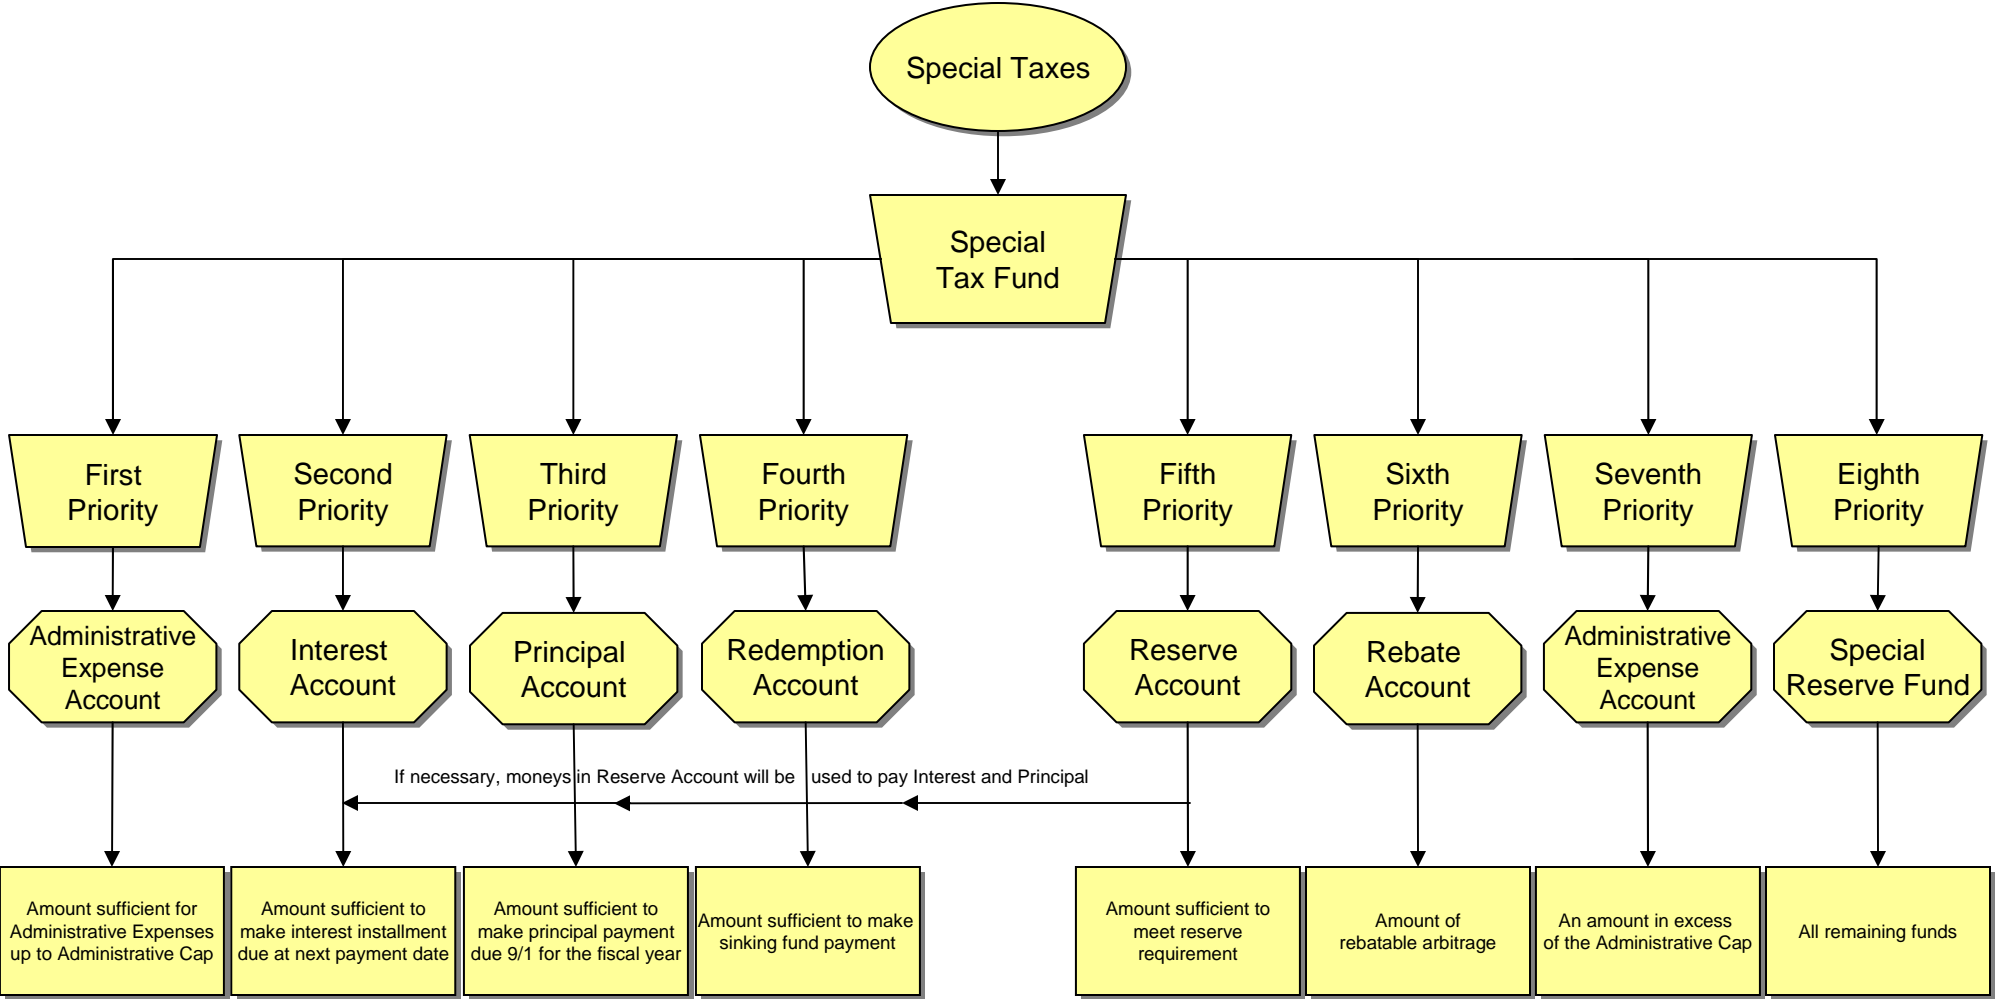 Special Taxes
Special
Tax Fund
First
Priority
Second
Priority
Third
Priority
Fourth
Priority
Fifth
Priority
Sixth
Priority
Seventh
Priority
Eighth
Priority
Administrative
Expense
Account
Interest
Account
Principal
Account
Redemption
Account
Reserve
Account
Rebate
Account
Administrative
Expense
Account
Special
Reserve Fund
If necessary, moneys in Reserve Account will be used to pay Interest and Principal
Amount sufficient for
Administrative Expenses
up to Administrative Cap
Amount sufficient to
make interest installment
due at next payment date
Amount sufficient to
make principal payment
due 9/1 for the fiscal year
Amount sufficient to make
sinking fund payment
Amount sufficient to
meet reserve
requirement
Amount of
rebatable arbitrage
An amount in excess
of the Administrative Cap
All remaining funds